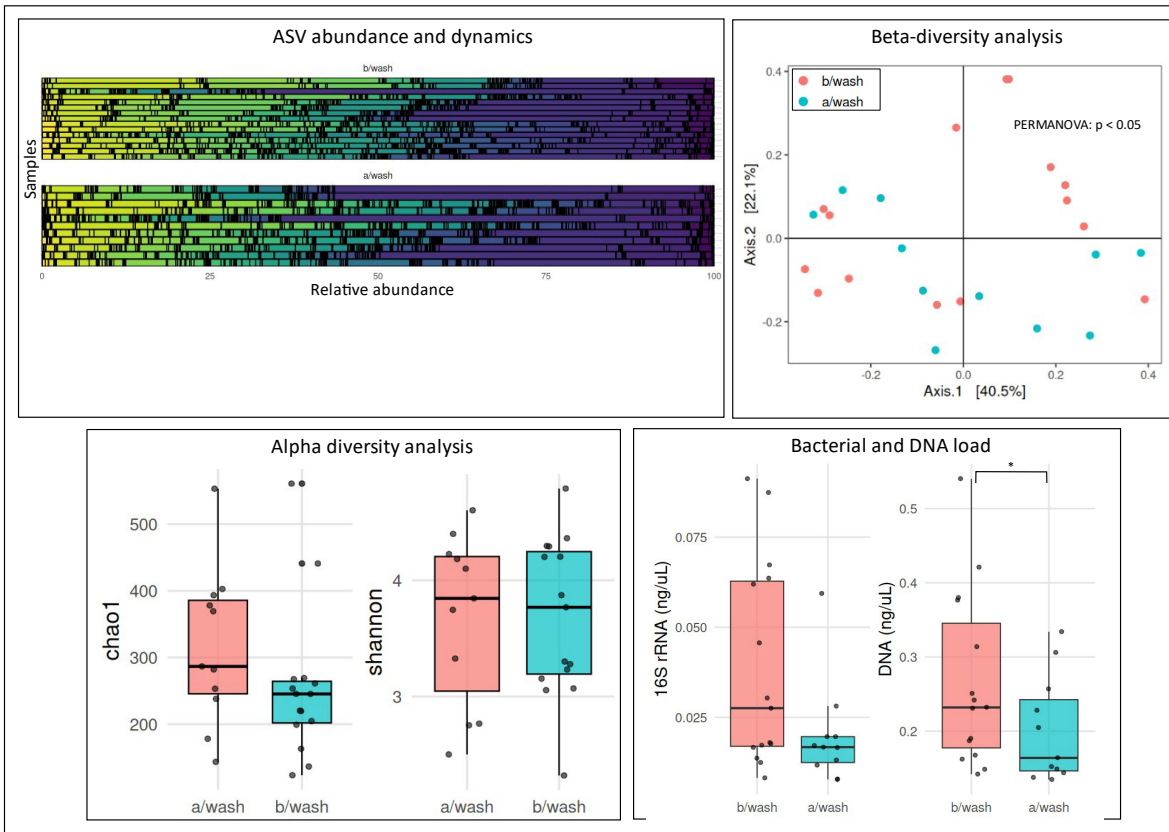 ASV abundance and dynamics
b/wash
a/wash
Samples
0 25 50 75 100
Relative abundance
Beta-diversity analysis
b/wash
a/wash
PERMANOVA: p < 0.05
0.4
0.2
0.0
-0.2
Axis.2 [22.1%]
-0.2 0.0 0.2 0.4
Axis.1 [40.5%]
Alpha diversity analysis
chao1
500
400
300
200
a/wash b/wash
shannon
4
3
a/wash b/wash
Bacterial and DNA load
16S rRNA (ng/uL)
0.075
0.050
0.025
b/wash a/wash
DNA (ng/uL)
*
0.5
0.4
0.3
0.2
b/wash a/wash